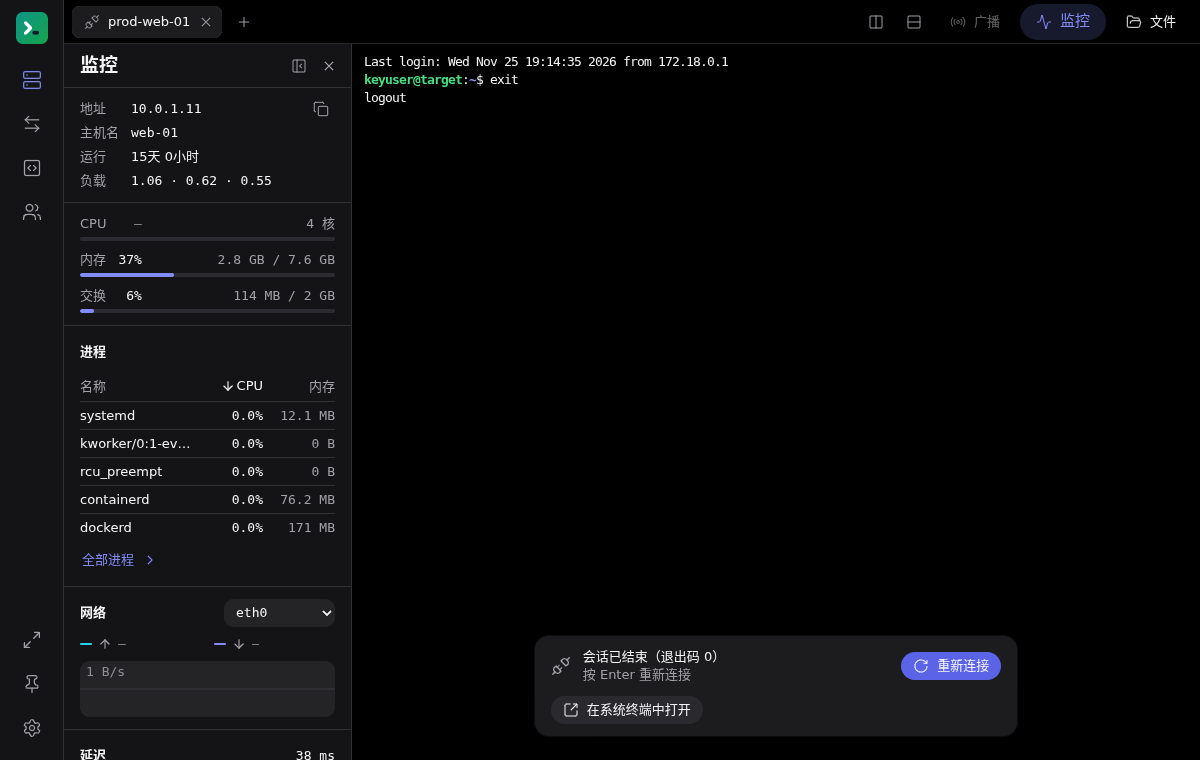 prod-web-01
广播
监控
文件
监控
地址 10.0.1.11
主机名 web-01
运行 15天 0小时
负载 1.06 · 0.62 · 0.55
CPU — 4 核
内存 37% 2.8 GB / 7.6 GB
交换 6% 114 MB / 2 GB
进程
名称 CPU 内存
systemd 0.0% 12.1 MB
kworker/0:1-ev… 0.0% 0 B
rcu_preempt 0.0% 0 B
containerd 0.0% 76.2 MB
dockerd 0.0% 171 MB
全部进程
网络 eth0
— —
1 B/s
延迟 38 ms
Last login: Wed Nov 25 19:14:35 2026 from 172.18.0.1
keyuser@target:~$ exit
logout
会话已结束（退出码 0）
按 Enter 重新连接
重新连接
在系统终端中打开